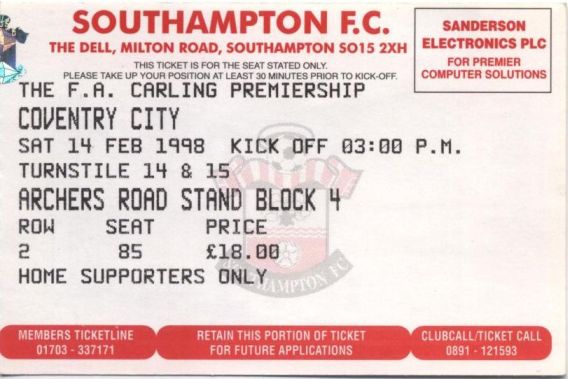 SOUTHAMPTON F.C.
THE DELL, MILTON ROAD, SOUTHAMPTON SO15 2XH
THIS TICKET IS FOR THE SEAT STATED ONLY.
PLEASE TAKE UP YOUR POSITION AT LEAST 30 MINUTES PRIOR TO KICK-OFF.
SANDERSON
ELECTRONICS PLC
FOR PREMIER
COMPUTER SOLUTIONS
THE F.A. CARLING PREMIERSHIP
COVENTRY CITY
SAT 14 FEB 1998 KICK OFF 03:00 P.M.
TURNSTILE 14 & 15
ARCHERS ROAD STAND BLOCK 4
ROW SEAT PRICE
2 85 £18.00
HOME SUPPORTERS ONLY
SOUTHAMPTON FC
MEMBERS TICKETLINE
01703 - 337171
RETAIN THIS PORTION OF TICKET
FOR FUTURE APPLICATIONS
CLUBCALL/TICKET CALL
0891 - 121593